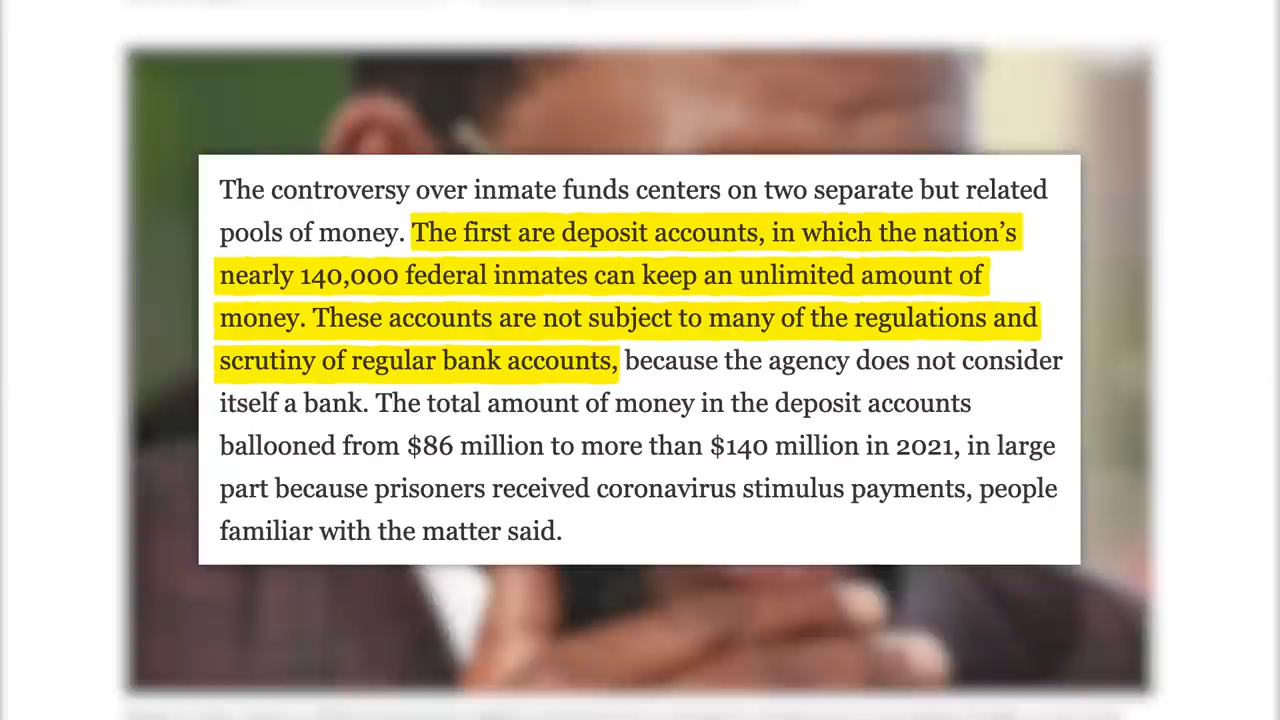 The controversy over inmate funds centers on two separate but related
pools of money. The first are deposit accounts, in which the nation’s
nearly 140,000 federal inmates can keep an unlimited amount of
money. These accounts are not subject to many of the regulations and
scrutiny of regular bank accounts, because the agency does not consider
itself a bank. The total amount of money in the deposit accounts
ballooned from $86 million to more than $140 million in 2021, in large
part because prisoners received coronavirus stimulus payments, people
familiar with the matter said.